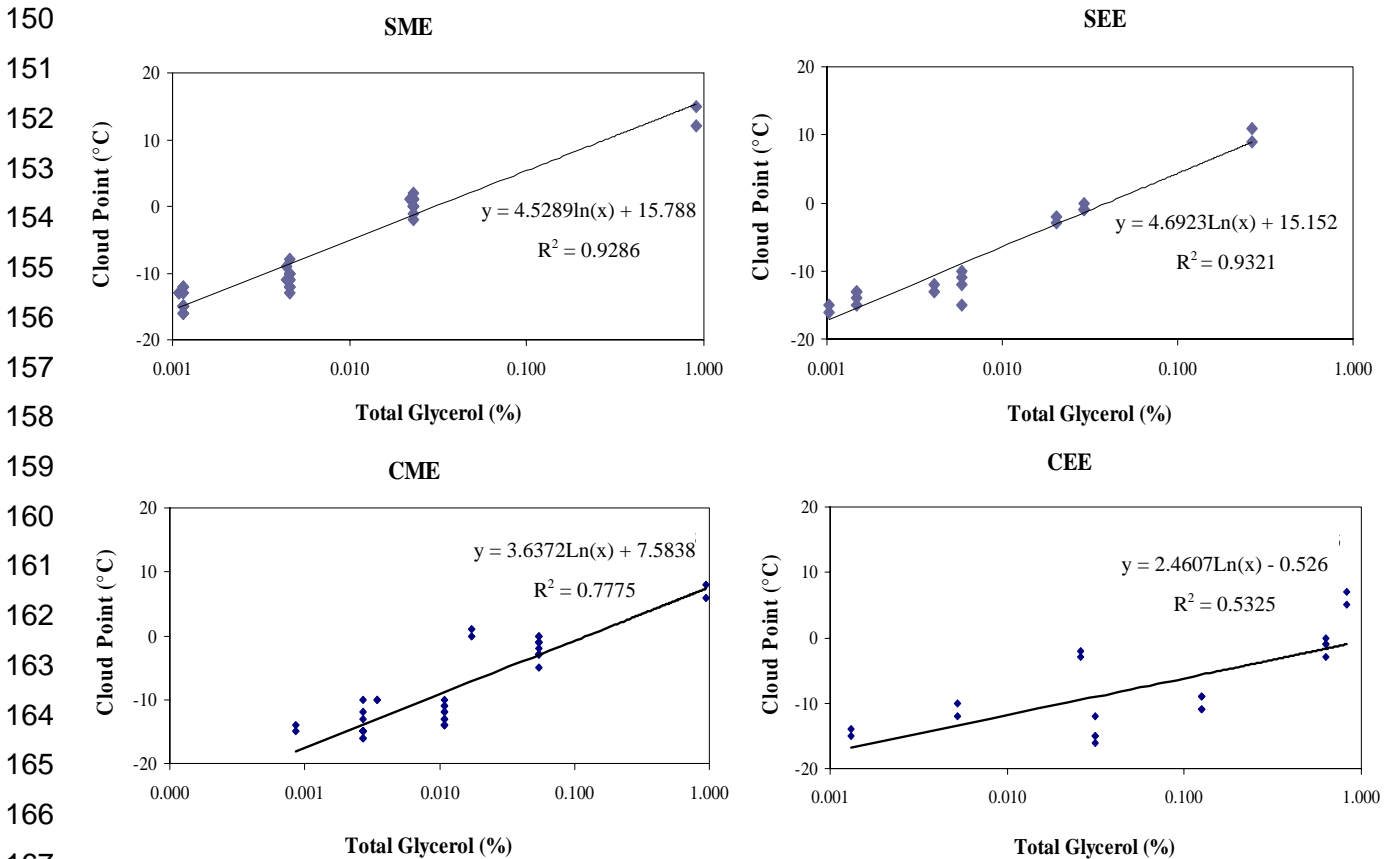 150
151
152
153
154
155
156
157
158
159
160
161
162
163
164
165
166
SME
20
10
0
-10
-20
0.001 0.010 0.100 1.000
Cloud Point (°C)
Total Glycerol (%)
y = 4.5289ln(x) + 15.788
R² = 0.9286
SEE
20
10
0
-10
-20
0.001 0.010 0.100 1.000
Cloud Point (°C)
Total Glycerol (%)
y = 4.6923Ln(x) + 15.152
R² = 0.9321
CME
20
10
0
-10
-20
0.000 0.001 0.010 0.100 1.000
Cloud Point (°C)
Total Glycerol (%)
y = 3.6372Ln(x) + 7.5838
R² = 0.7775
CEE
20
10
0
-10
-20
0.001 0.010 0.100 1.000
Cloud Point (°C)
Total Glycerol (%)
y = 2.4607Ln(x) - 0.526
R² = 0.5325